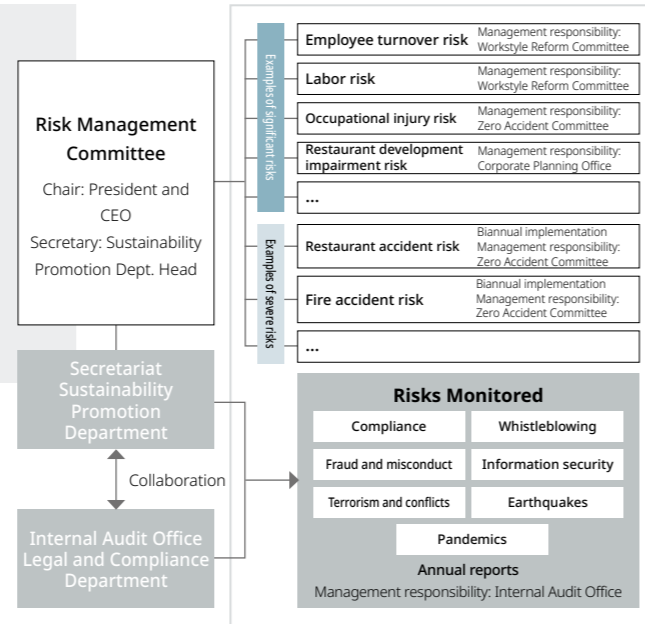 Risk Management
Committee
Chair: President and
CEO
Secretary: Sustainability
Promotion Dept. Head
Secretariat
Sustainability
Promotion
Department
Collaboration
Internal Audit Office
Legal and Compliance
Department
Examples of significant risks
Employee turnover risk
Management responsibility:
Workstyle Reform Committee
Labor risk
Management responsibility:
Workstyle Reform Committee
Occupational injury risk
Management responsibility:
Zero Accident Committee
Restaurant development
impairment risk
Management responsibility:
Corporate Planning Office
...
Examples of severe risks
Restaurant accident risk
Biannual implementation
Management responsibility:
Zero Accident Committee
Fire accident risk
Biannual implementation
Management responsibility:
Zero Accident Committee
...
Risks Monitored
Compliance
Whistleblowing
Fraud and misconduct
Information security
Terrorism and conflicts
Earthquakes
Pandemics
Annual reports
Management responsibility: Internal Audit Office